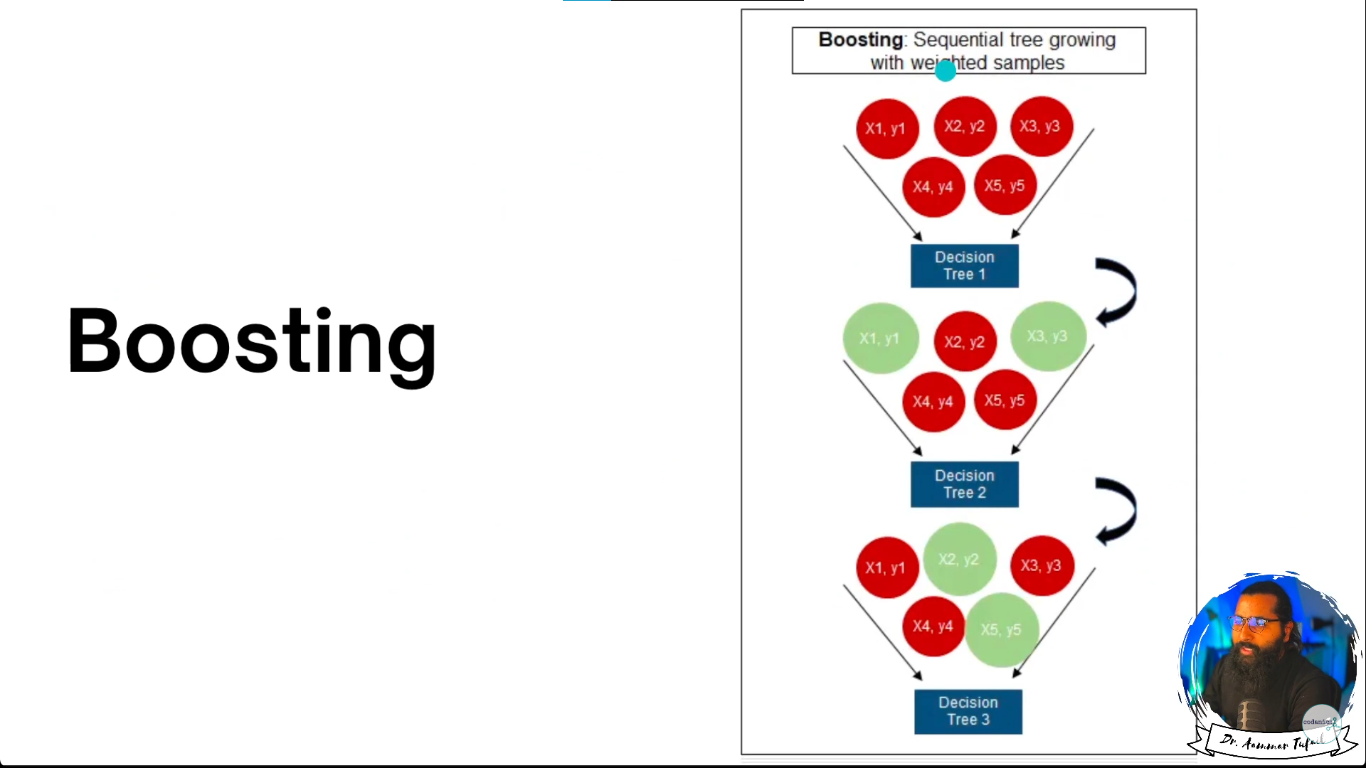 Boosting
Boosting: Sequential tree growing
with weighted samples
X1, y1
X2, y2
X3, y3
X4, y4
X5, y5
Decision
Tree 1
X1, y1
X2, y2
X3, y3
X4, y4
X5, y5
Decision
Tree 2
X1, y1
X2, y2
X3, y3
X4, y4
X5, y5
Decision
Tree 3
Dr. Aammar Tufail